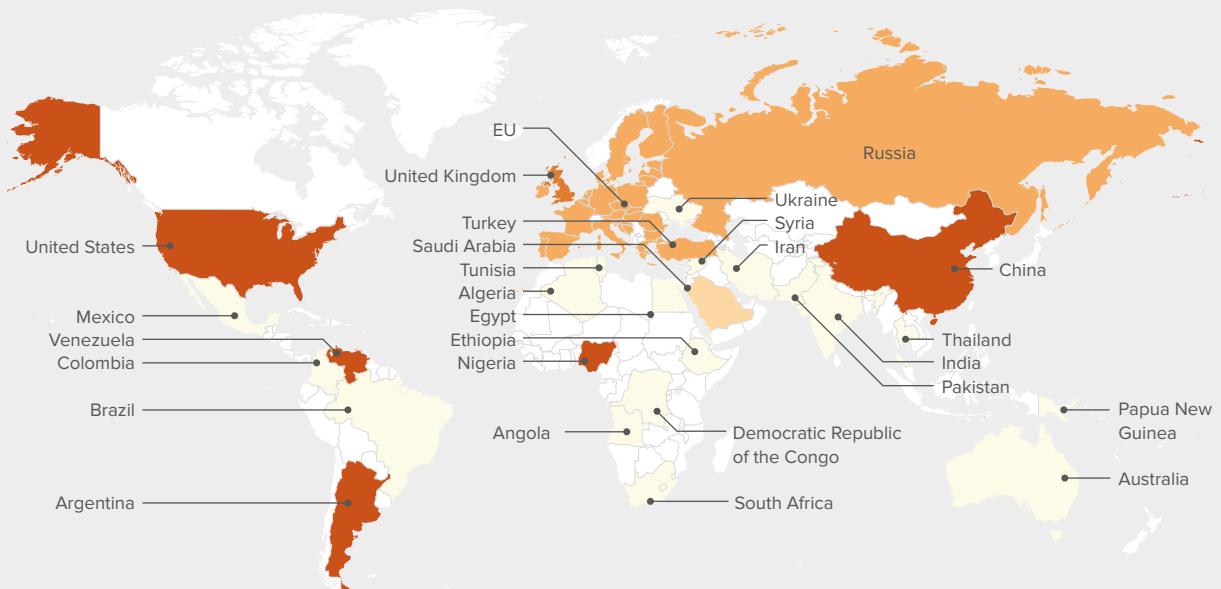 EU
Russia
United Kingdom
Ukraine
Turkey
Syria
United States
Saudi Arabia
Iran
Tunisia
China
Algeria
Mexico
Egypt
Venezuela
Ethiopia
Thailand
Colombia
Nigeria
India
Pakistan
Brazil
Papua New
Guinea
Angola
Democratic Republic
of the Congo
Australia
Argentina
South Africa